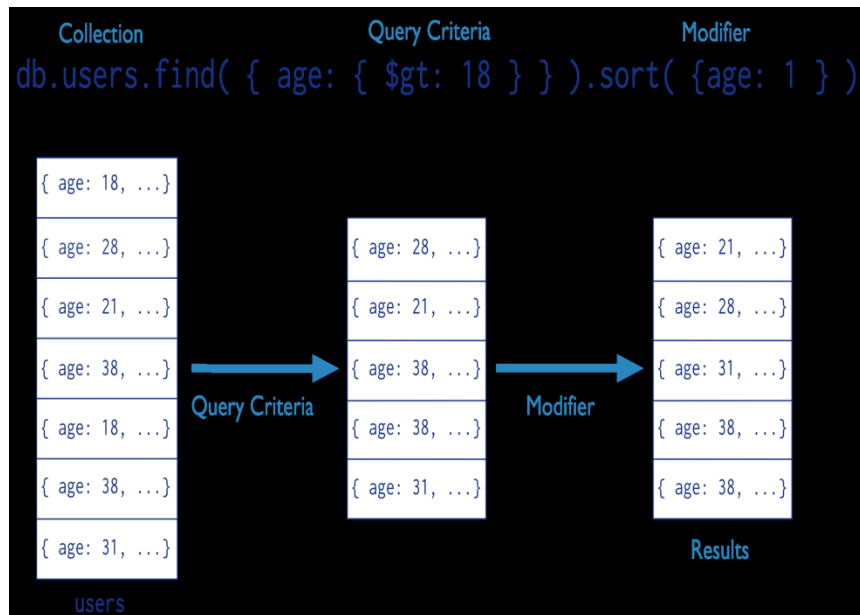 Collection Query Criteria Modifier
db.users.find( { age: { $gt: 18 } } ).sort( {age: 1 } )
{ age: 18, ...}
{ age: 28, ...}
{ age: 21, ...}
{ age: 38, ...}
{ age: 18, ...}
{ age: 38, ...}
{ age: 31, ...}
users
Query Criteria
{ age: 28, ...}
{ age: 21, ...}
{ age: 38, ...}
{ age: 38, ...}
{ age: 31, ...}
Modifier
{ age: 21, ...}
{ age: 28, ...}
{ age: 31, ...}
{ age: 38, ...}
{ age: 38, ...}
Results